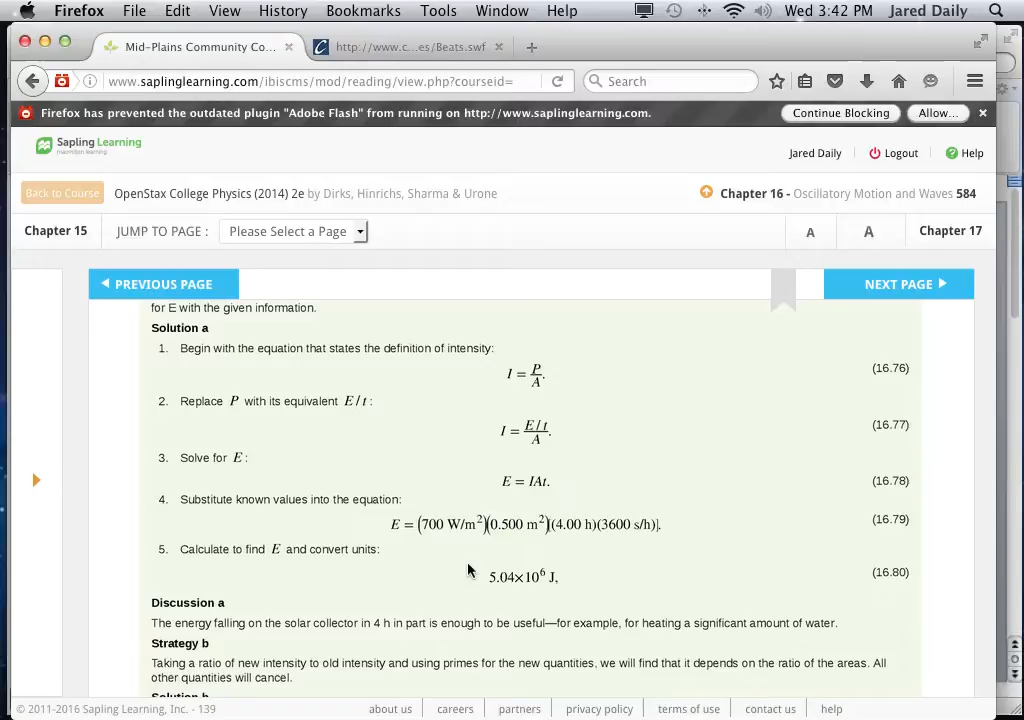 Firefox File Edit View History Bookmarks Tools Window Help Wed 3:42 PM Jared Daily
Mid-Plains Community Co... × http://www.c...es/Beats.swf × +
www.saplinglearning.com/ibiscms/mod/reading/view.php?courseid= Search
Firefox has prevented the outdated plugin "Adobe Flash" from running on http://www.saplinglearning.com. Continue Blocking Allow... ×
Sapling Learning
macmillan learning
Jared Daily Logout Help
Back to Course OpenStax College Physics (2014) 2e by Dirks, Hinrichs, Sharma & Urone Chapter 16 - Oscillatory Motion and Waves 584
Chapter 15 JUMP TO PAGE : Please Select a Page A A Chapter 17
PREVIOUS PAGE NEXT PAGE
for E with the given information.
Solution a
1. Begin with the equation that states the definition of intensity:
I = P/A. (16.76)
2. Replace P with its equivalent E / t :
I = E / t/A. (16.77)
3. Solve for E :
E = IAt. (16.78)
4. Substitute known values into the equation:
E = (700 W/m²)(0.500 m²)[(4.00 h)(3600 s/h)]. (16.79)
5. Calculate to find E and convert units:
5.04×10⁶ J, (16.80)
Discussion a
The energy falling on the solar collector in 4 h in part is enough to be useful—for example, for heating a significant amount of water.
Strategy b
Taking a ratio of new intensity to old intensity and using primes for the new quantities, we will find that it depends on the ratio of the areas. All
other quantities will cancel.
Solution b
© 2011-2016 Sapling Learning, Inc. - 139 about us careers partners privacy policy terms of use contact us help